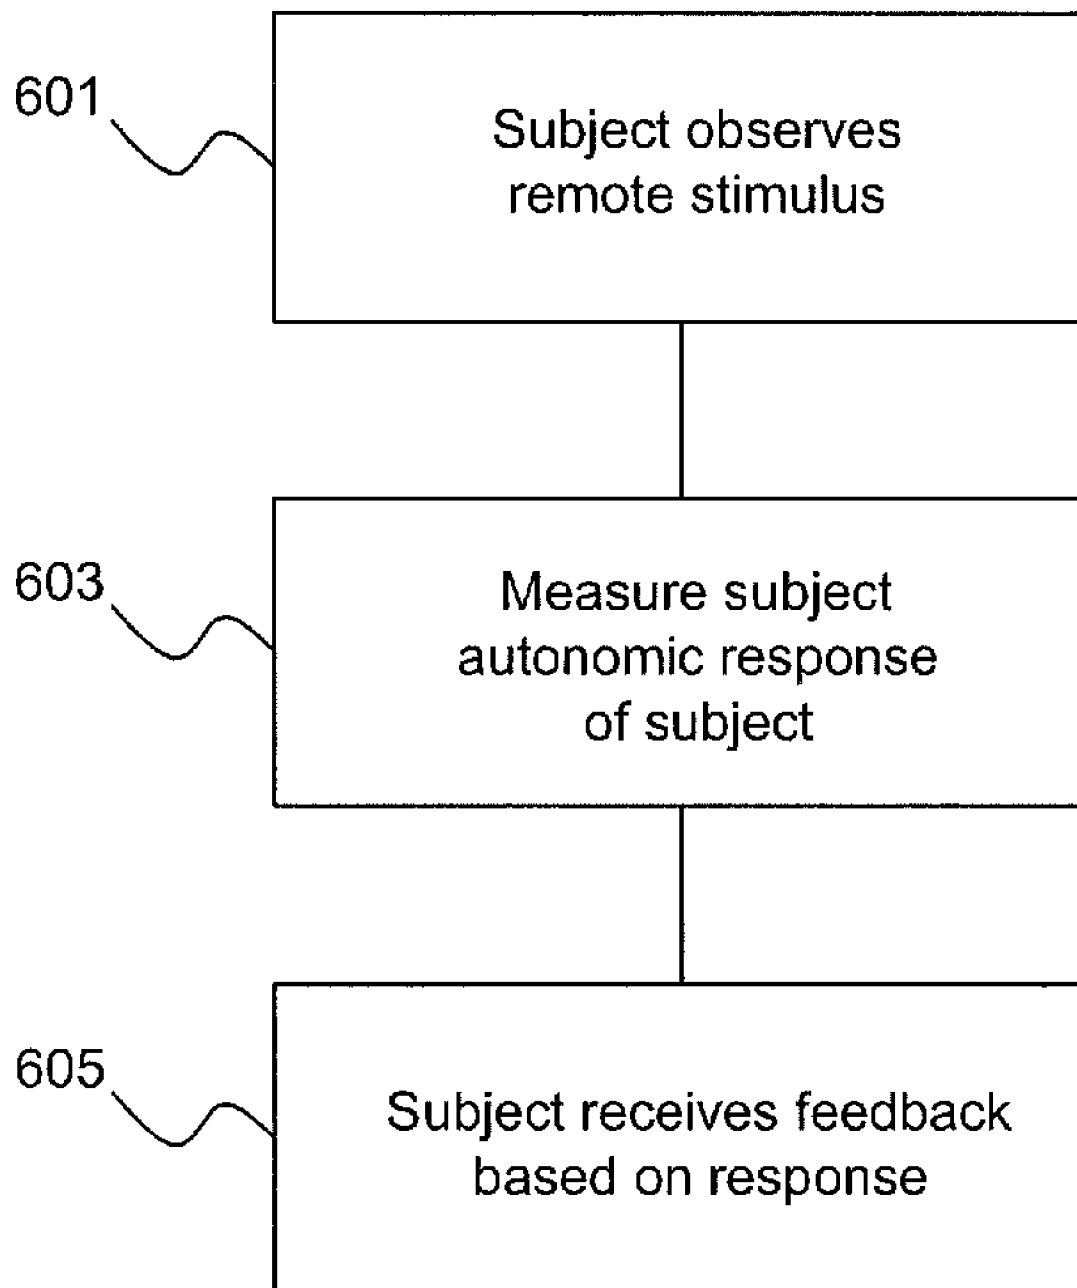 601
Subject observes
remote stimulus
603
Measure subject
autonomic response
of subject
605
Subject receives feedback
based on response